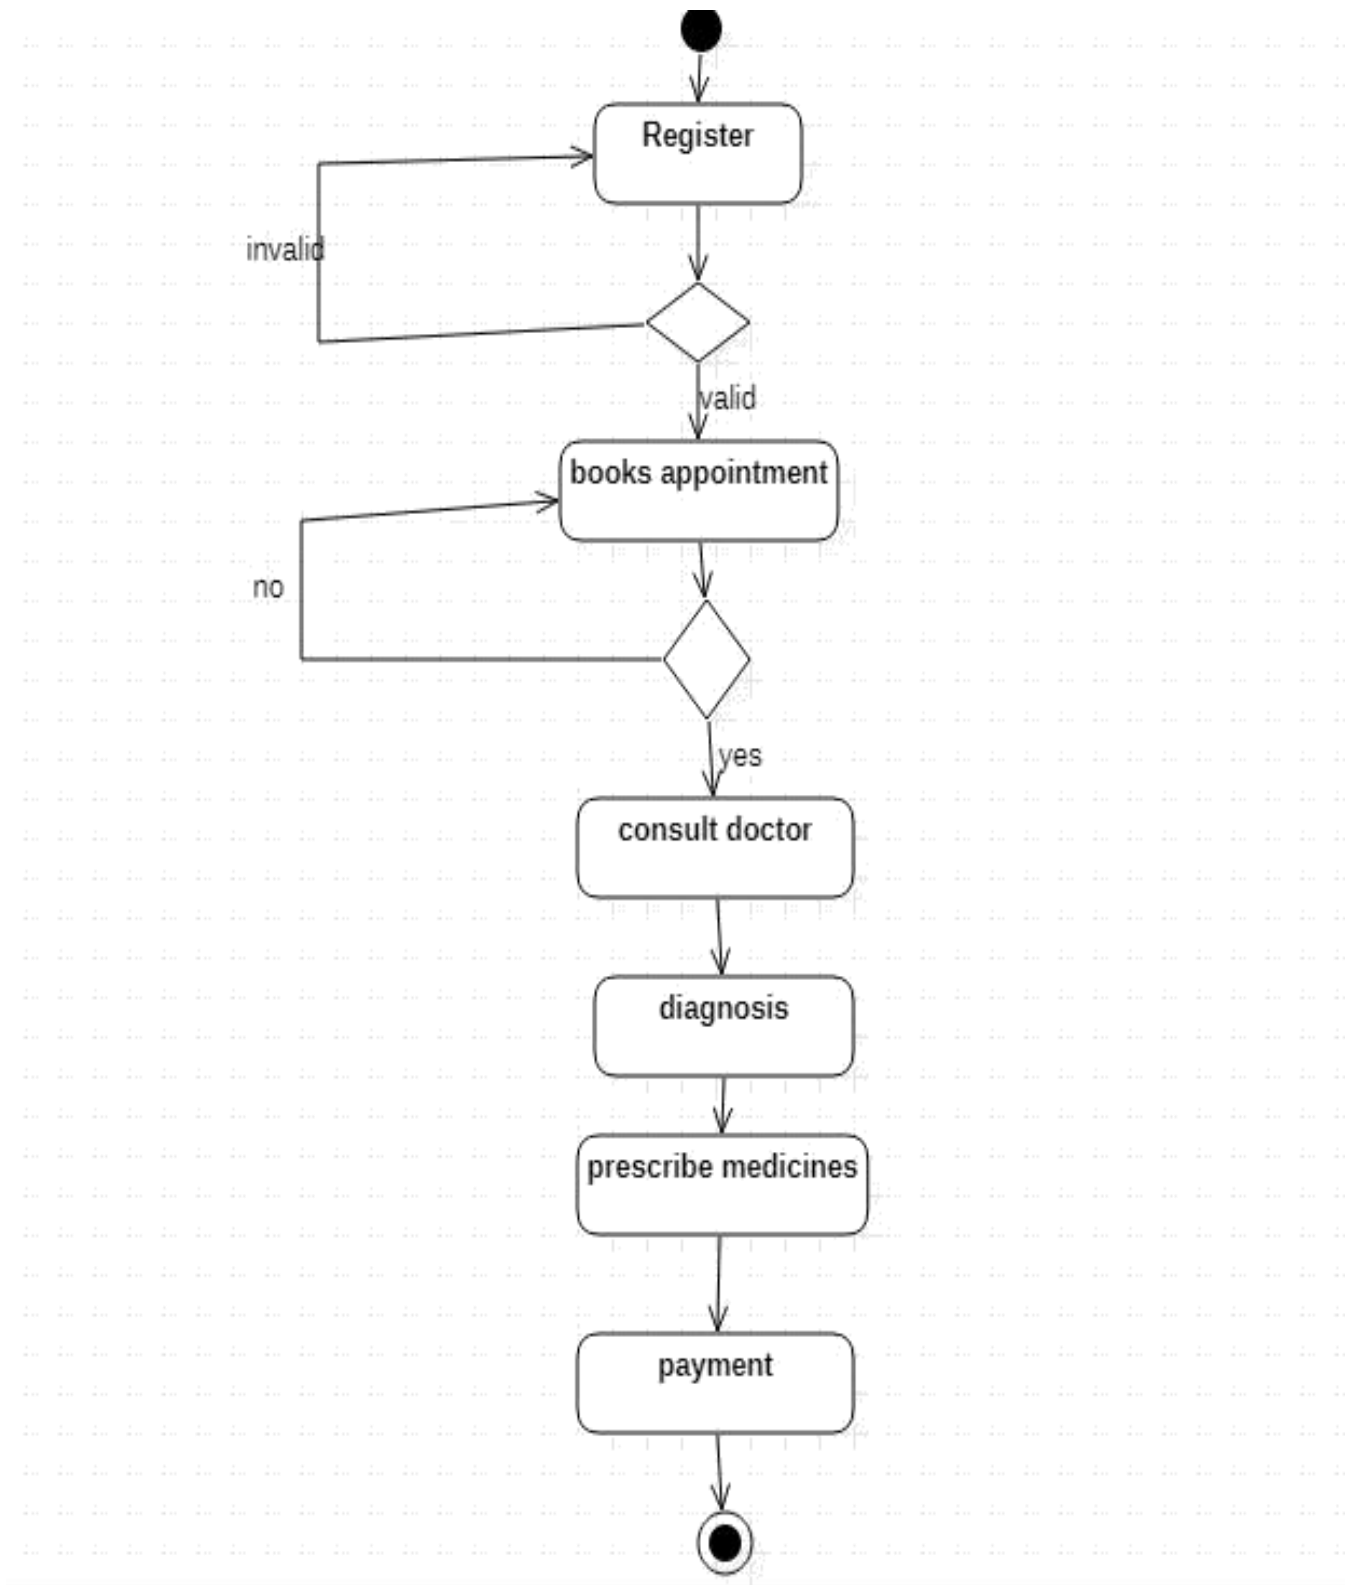 Register
invalid
valid
books appointment
no
yes
consult doctor
diagnosis
prescribe medicines
payment